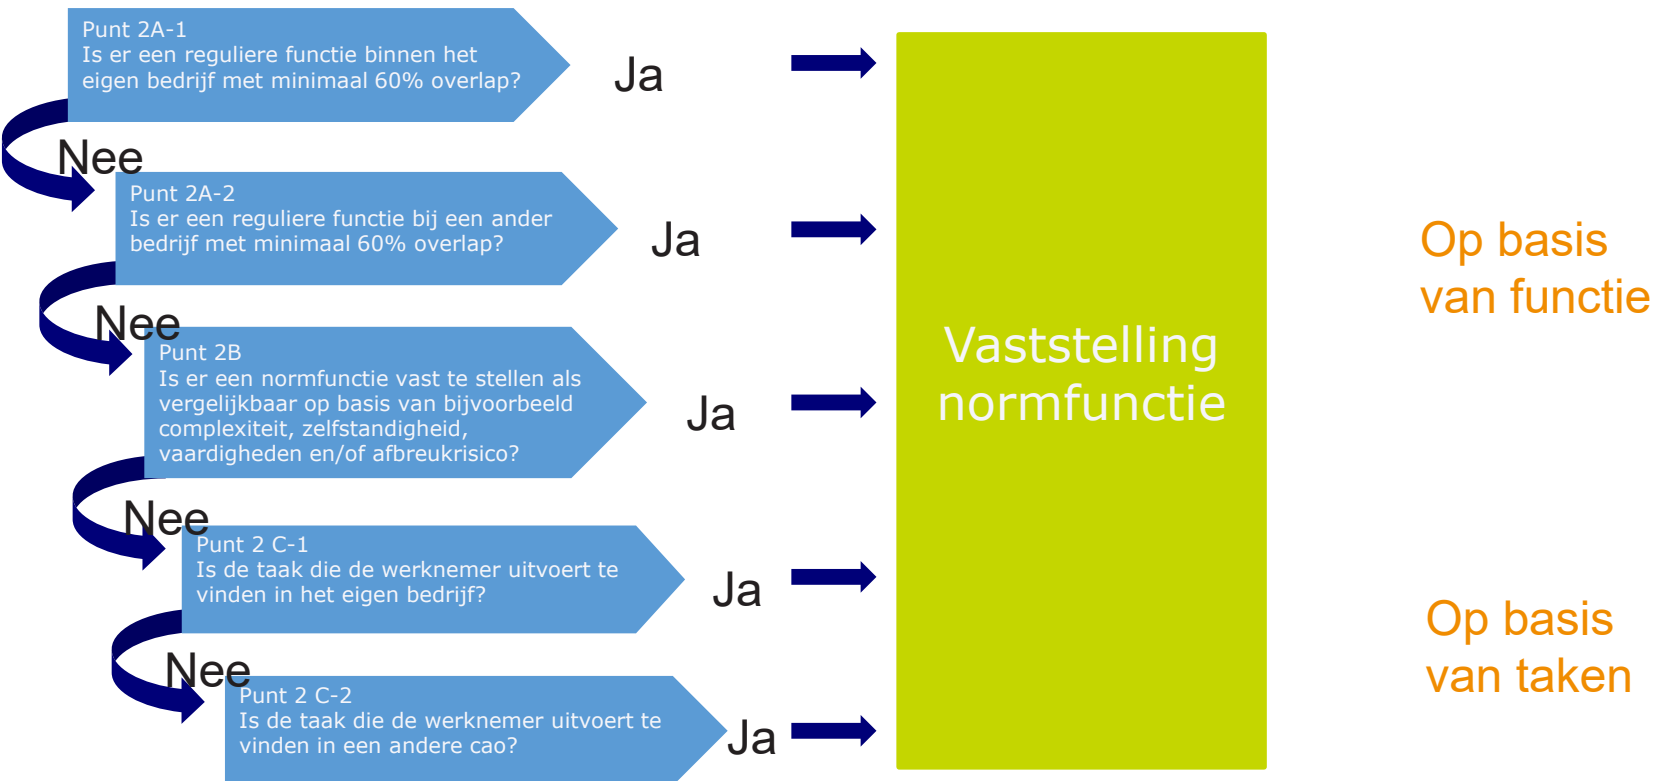 Punt 2A-1
Is er een reguliere functie binnen het
eigen bedrijf met minimaal 60% overlap?
Ja
Nee
Punt 2A-2
Is er een reguliere functie bij een ander
bedrijf met minimaal 60% overlap?
Ja
Nee
Punt 2B
Is er een normfunctie vast te stellen als
vergelijkbaar op basis van bijvoorbeeld
complexiteit, zelfstandigheid,
vaardigheden en/of afbreukrisico?
Ja
Nee
Punt 2 C-1
Is de taak die de werknemer uitvoert te
vinden in het eigen bedrijf?
Ja
Nee
Punt 2 C-2
Is de taak die de werknemer uitvoert te
vinden in een andere cao?
Ja
Vaststelling
normfunctie
Op basis
van functie
Op basis
van taken